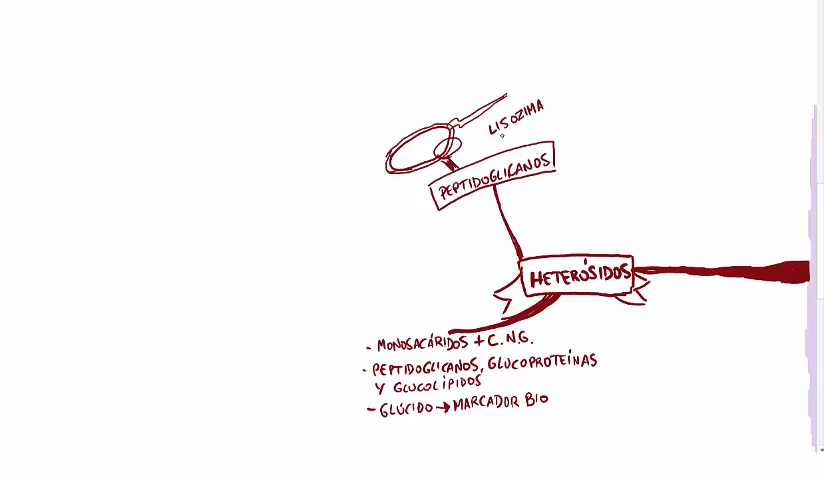 LISOZIMA
PEPTIDOGLICANOS
HETERÓSIDOS
- MONOSACÁRIDOS + C.N.G.
- PEPTIDOGLICANOS, GLUCOPROTEÍNAS
Y GLUCOLÍPIDOS
- GLÚCIDO → MARCADOR BIO